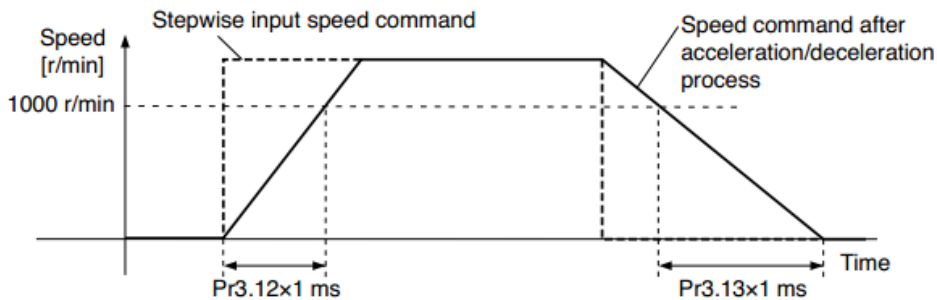 Stepwise input speed command
Speed
[r/min]
Speed command after
acceleration/deceleration
process
1000 r/min
Time
Pr3.12×1 ms
Pr3.13×1 ms